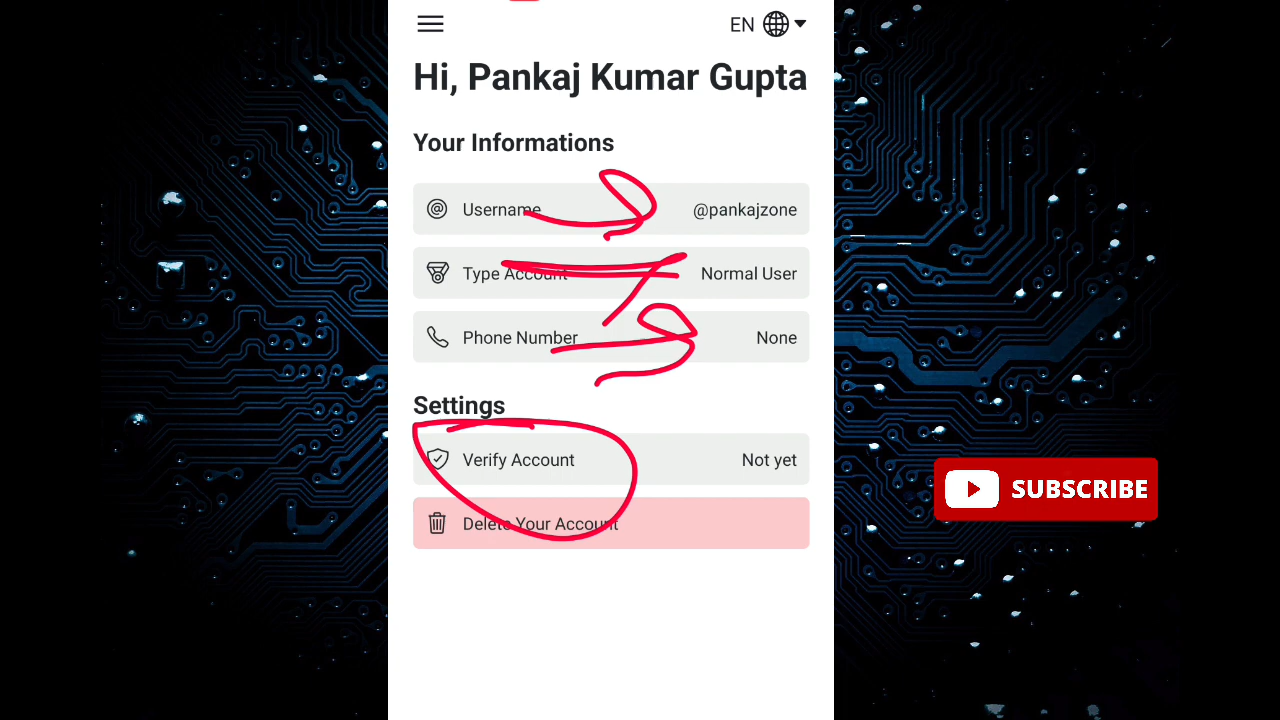 EN
Hi, Pankaj Kumar Gupta
Your Informations
Username @pankajzone
Type Account Normal User
Phone Number None
Settings
Verify Account Not yet
Delete Your Account
SUBSCRIBE